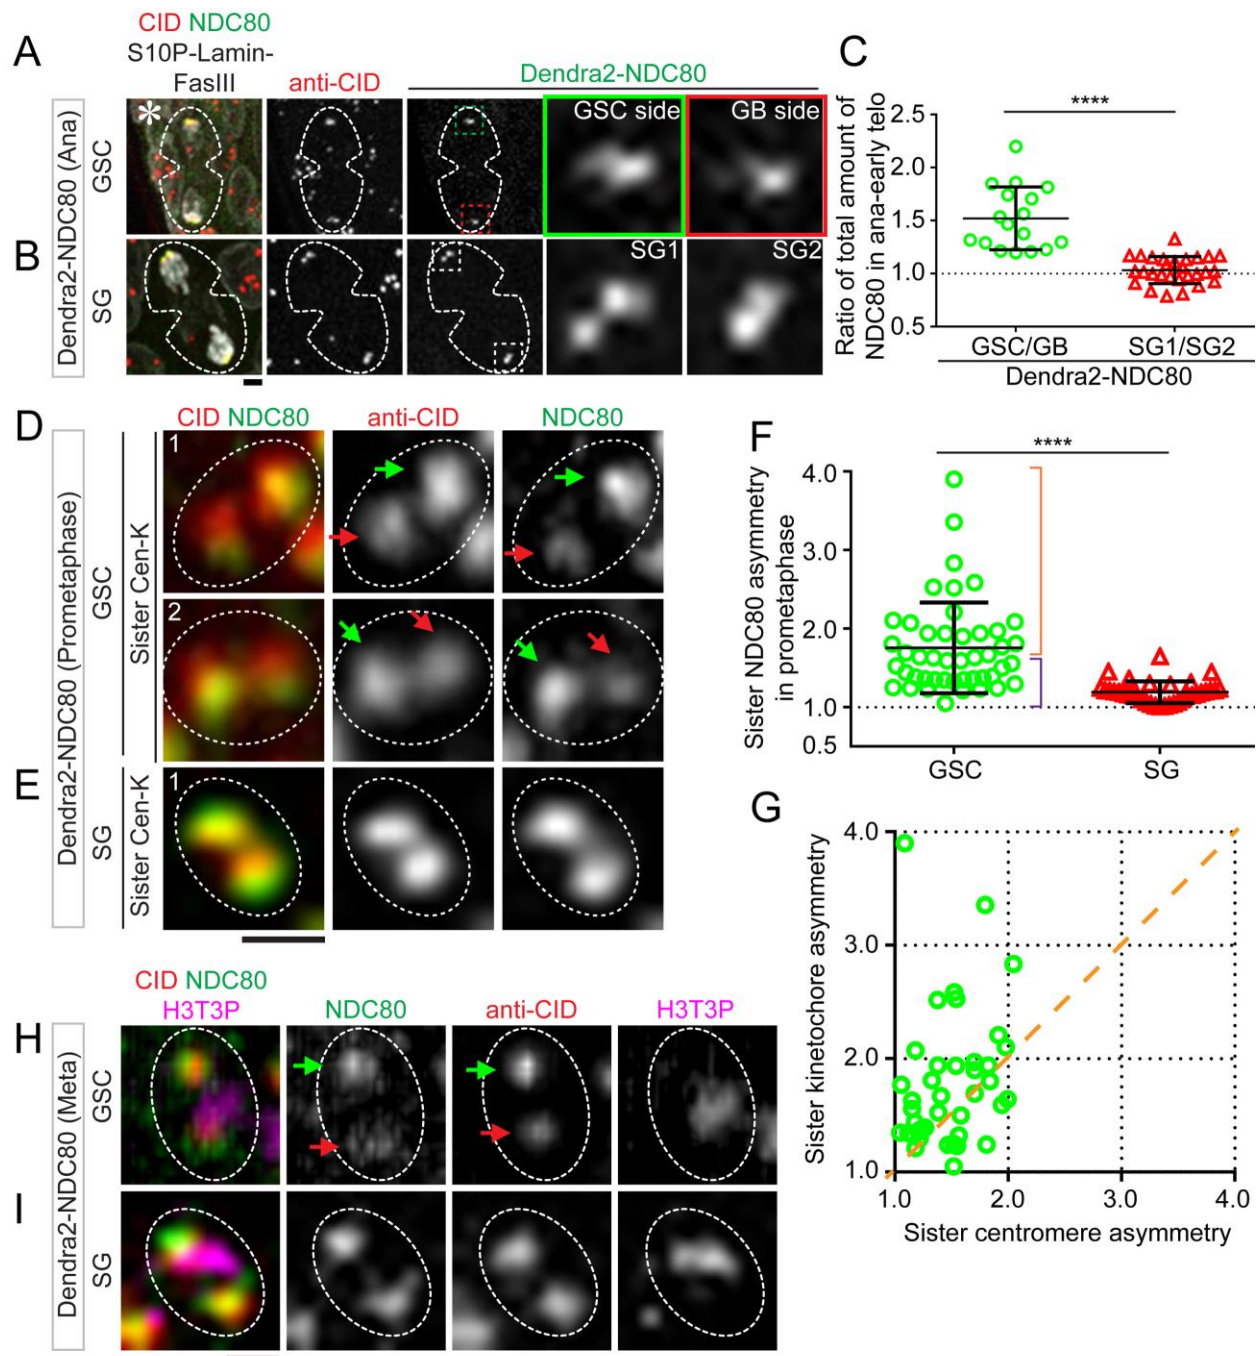 A
CID NDC80
S10P-Lamin-
FasIII
anti-CID
Dendra2-NDC80
GSC side
GB side
Dendra2-NDC80 (Ana)
GSC
*
B
SG
SG1
SG2
C
Ratio of total amount of
NDC80 in ana-early telo
2.5
2.0
1.5
1.0
0.5
****
GSC/GB
SG1/SG2
Dendra2-NDC80
D
CID NDC80
anti-CID
NDC80
Dendra2-NDC80 (Prometaphase)
GSC
Sister Cen-K
1
2
E
SG
Sister Cen-K
1
F
Sister NDC80 asymmetry
in prometaphase
****
4.0
3.0
2.0
1.0
0.5
GSC
SG
G
Sister kinetochore asymmetry
4.0
3.0
2.0
1.0
1.0
2.0
3.0
4.0
Sister centromere asymmetry
CID NDC80
H3T3P
NDC80
anti-CID
H3T3P
H
Dendra2-NDC80 (Meta)
GSC
I
SG